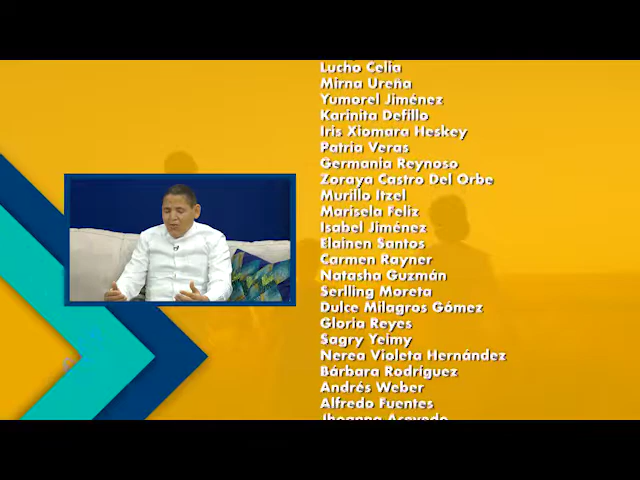 Lucho Celia
Mirna Ureña
Yumorel Jiménez
Karinita Defillo
Iris Xiomara Heskey
Patria Veras
Germania Reynoso
Zoraya Castro Del Orbe
Murillo Itzel
Marisela Feliz
Isabel Jiménez
Elainen Santos
Carmen Rayner
Natasha Guzmán
Serlling Moreta
Dulce Milagros Gómez
Gloria Reyes
Sagry Yeimy
Nerea Violeta Hernández
Bárbara Rodríguez
Andrés Weber
Alfredo Fuentes
Jhoanna Acevedo